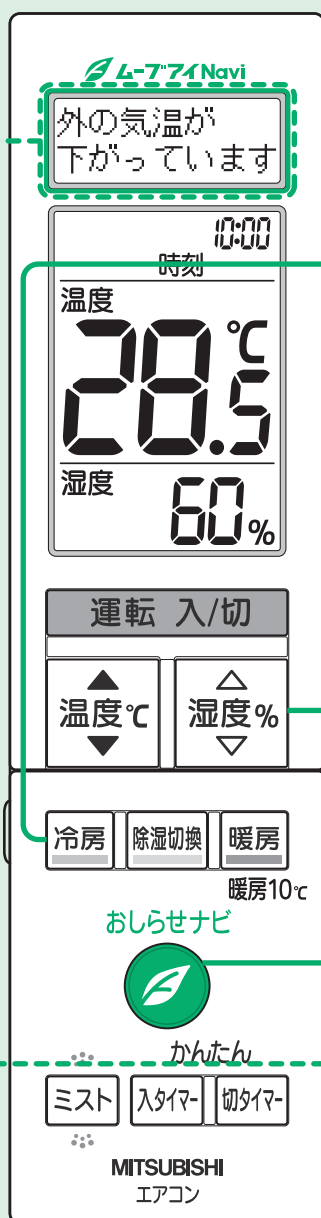 ムーブアイNavi
外の気温が
下がっています
10:00
時刻
温度
28.5℃
湿度
60%
運転 入/切
▲ △
温度℃ 湿度%
▼ ▽
冷房 除湿切換 暖房
暖房10℃
おしらせナビ
かんたん
ミスト 入タイマー 切タイマー
MITSUBISHI
エアコン